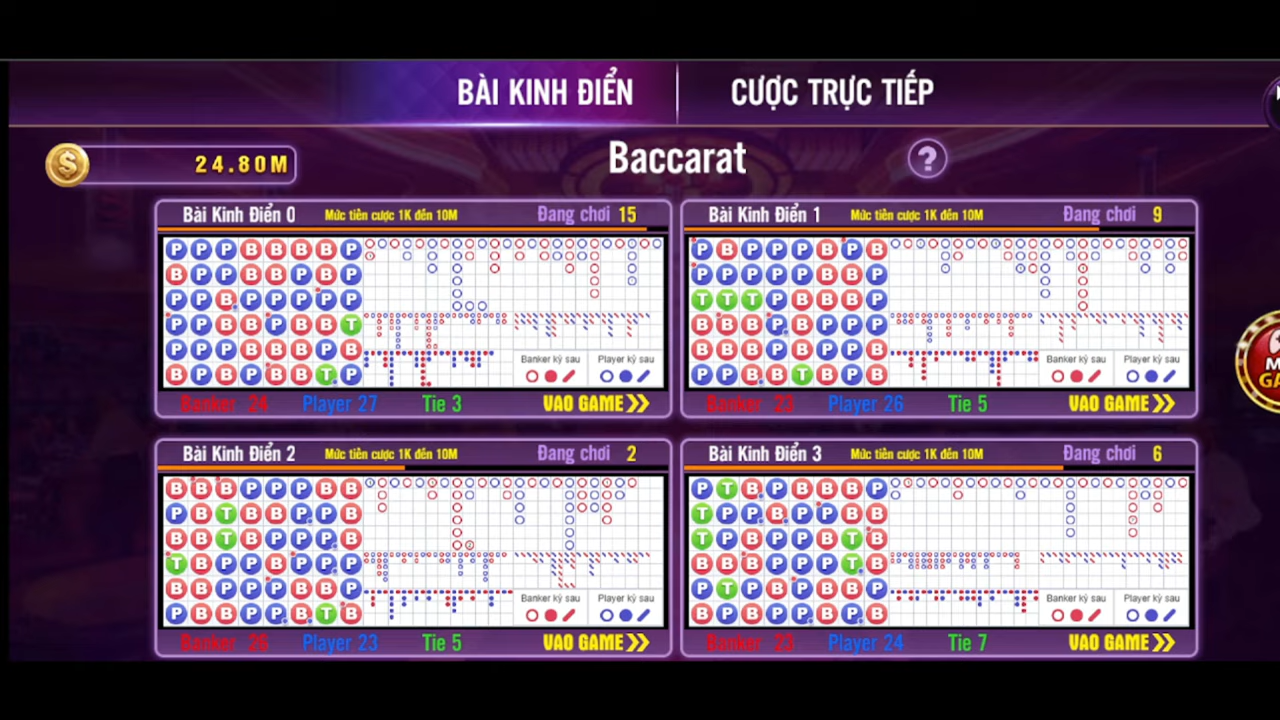 BÀI KINH ĐIỂN CƯỢC TRỰC TIẾP
24.80M
Baccarat
?
Bài Kinh Điển 0 Mức tiền cược 1K đến 10M Đang chơi 15
P P P B B B B P
B P P B B P B P
P P B P P P P P
P P B B P B B T
P P P B B B P B
B P B P B B T P
Banker kỳ sau Player kỳ sau
Banker 24 Player 27 Tie 3 VAO GAME
Bài Kinh Điển 1 Mức tiền cược 1K đến 10M Đang chơi 9
P B P P P B P B
P P P P P B B P
T T T P B B B P
B B B P B P P P
B B B B B P P B
P P B B T B P B
Banker kỳ sau Player kỳ sau
Banker 23 Player 26 Tie 5 VAO GAME
Bài Kinh Điển 2 Mức tiền cược 1K đến 10M Đang chơi 2
B B B P P P B B
P B T B B P P B
B B T B P P P B
T B P P B P P P
B B P P P B B B
P B B P P B T B
Banker kỳ sau Player kỳ sau
Banker 26 Player 23 Tie 5 VAO GAME
Bài Kinh Điển 3 Mức tiền cược 1K đến 10M Đang chơi 6
P T B P B B B P
T P P B P P B B
T P B P P B T B
B B B P P P T B
P T P B P B B P
B P B P B P B B
Banker kỳ sau Player kỳ sau
Banker 23 Player 24 Tie 7 VAO GAME